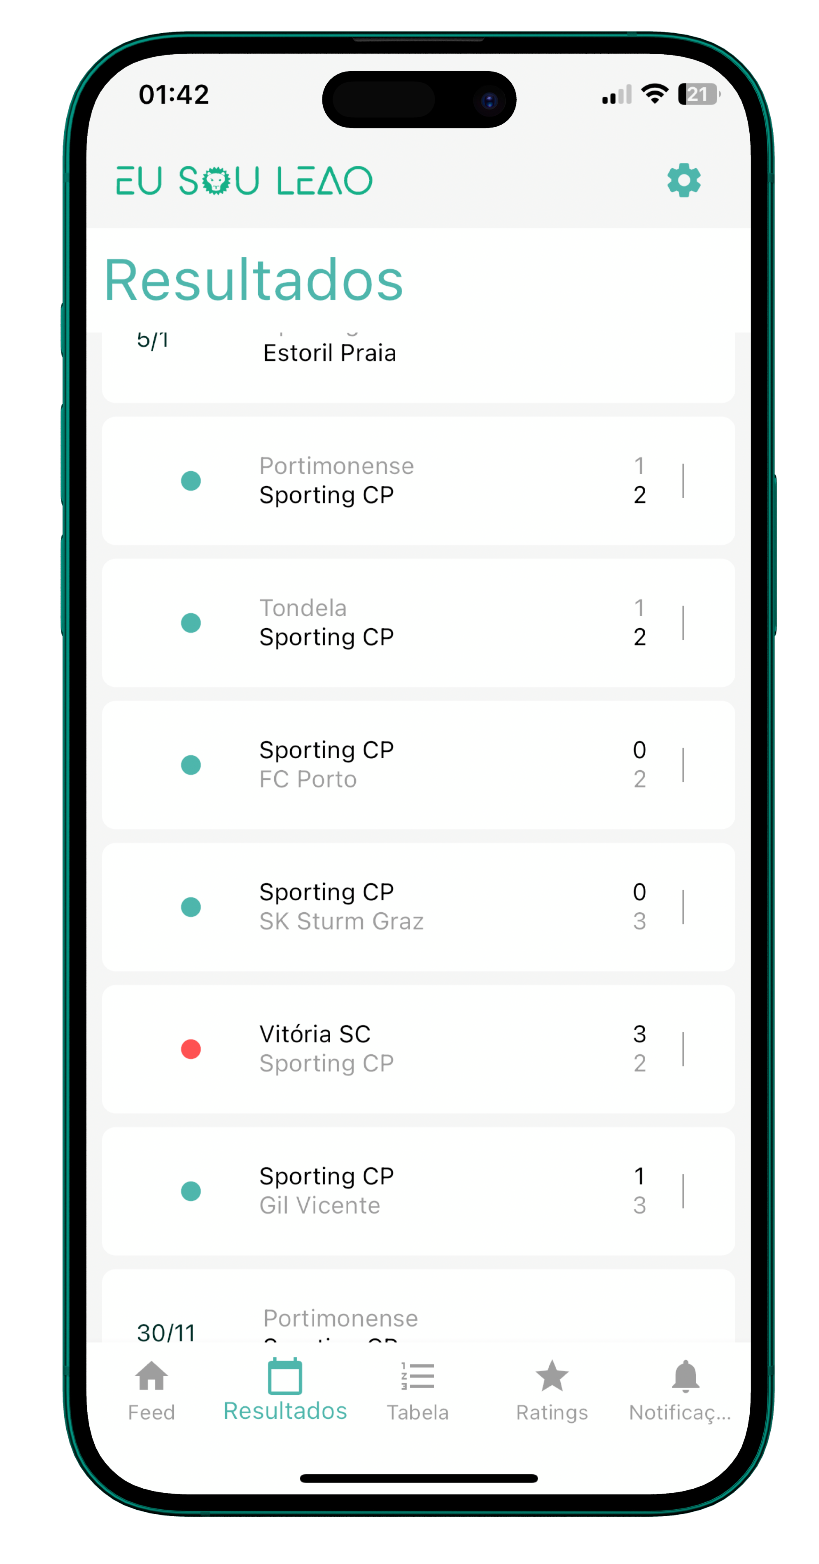 01:42
21
EU SOU LEAO
Resultados
5/1
Estoril Praia
Portimonense 1
Sporting CP 2
Tondela 1
Sporting CP 2
Sporting CP 0
FC Porto 2
Sporting CP 0
SK Sturm Graz 3
Vitória SC 3
Sporting CP 2
Sporting CP 1
Gil Vicente 3
Portimonense
30/11
Feed Resultados Tabela Ratings Notificaç...